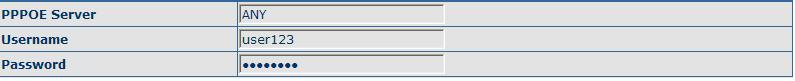 PPPOE Server ANY
Username user123
Password ●●●●●●●●